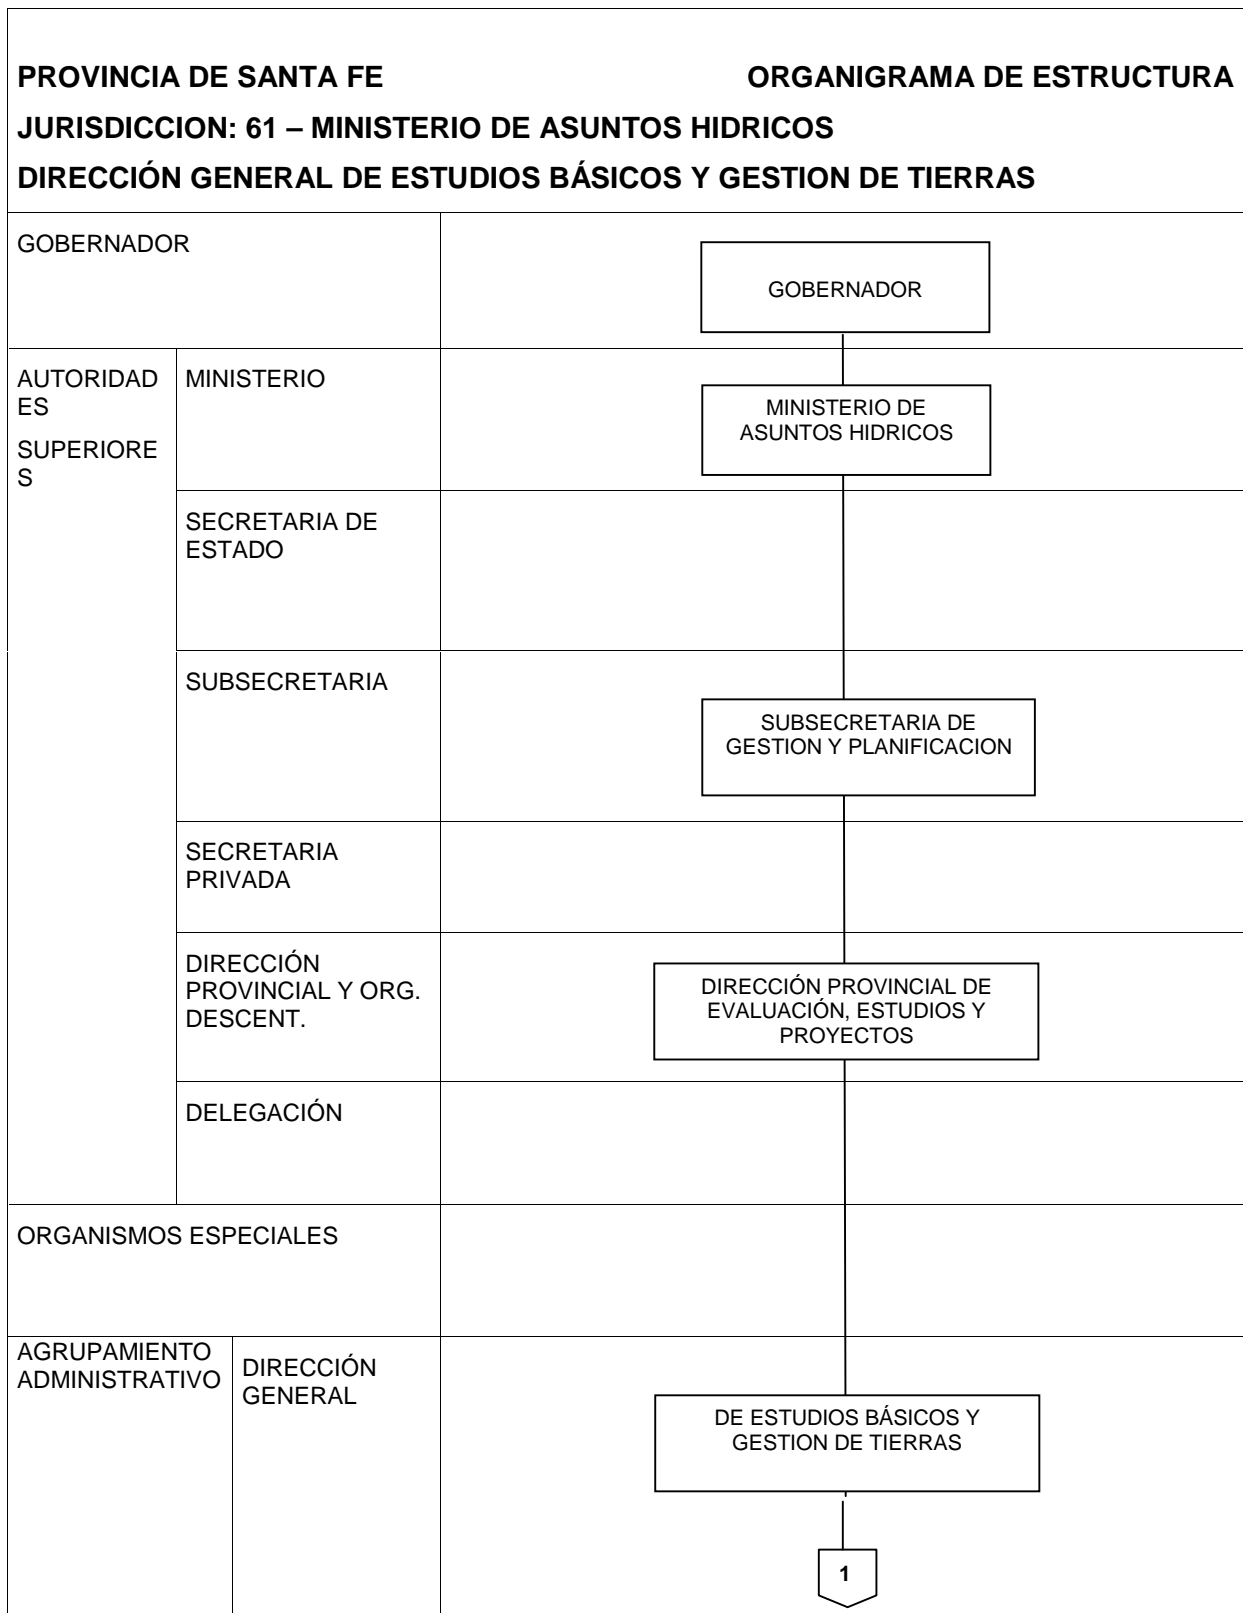 PROVINCIA DE SANTA FE ORGANIGRAMA DE ESTRUCTURA
JURISDICCION: 61 – MINISTERIO DE ASUNTOS HIDRICOS
DIRECCIÓN GENERAL DE ESTUDIOS BÁSICOS Y GESTION DE TIERRAS
GOBERNADOR
GOBERNADOR
AUTORIDAD
ES
SUPERIORE
S
MINISTERIO
MINISTERIO DE
ASUNTOS HIDRICOS
SECRETARIA DE
ESTADO
SUBSECRETARIA
SUBSECRETARIA DE
GESTION Y PLANIFICACION
SECRETARIA
PRIVADA
DIRECCIÓN
PROVINCIAL Y ORG.
DESCENT.
DIRECCIÓN PROVINCIAL DE
EVALUACIÓN, ESTUDIOS Y
PROYECTOS
DELEGACIÓN
ORGANISMOS ESPECIALES
AGRUPAMIENTO
ADMINISTRATIVO
DIRECCIÓN
GENERAL
DE ESTUDIOS BÁSICOS Y
GESTION DE TIERRAS
1